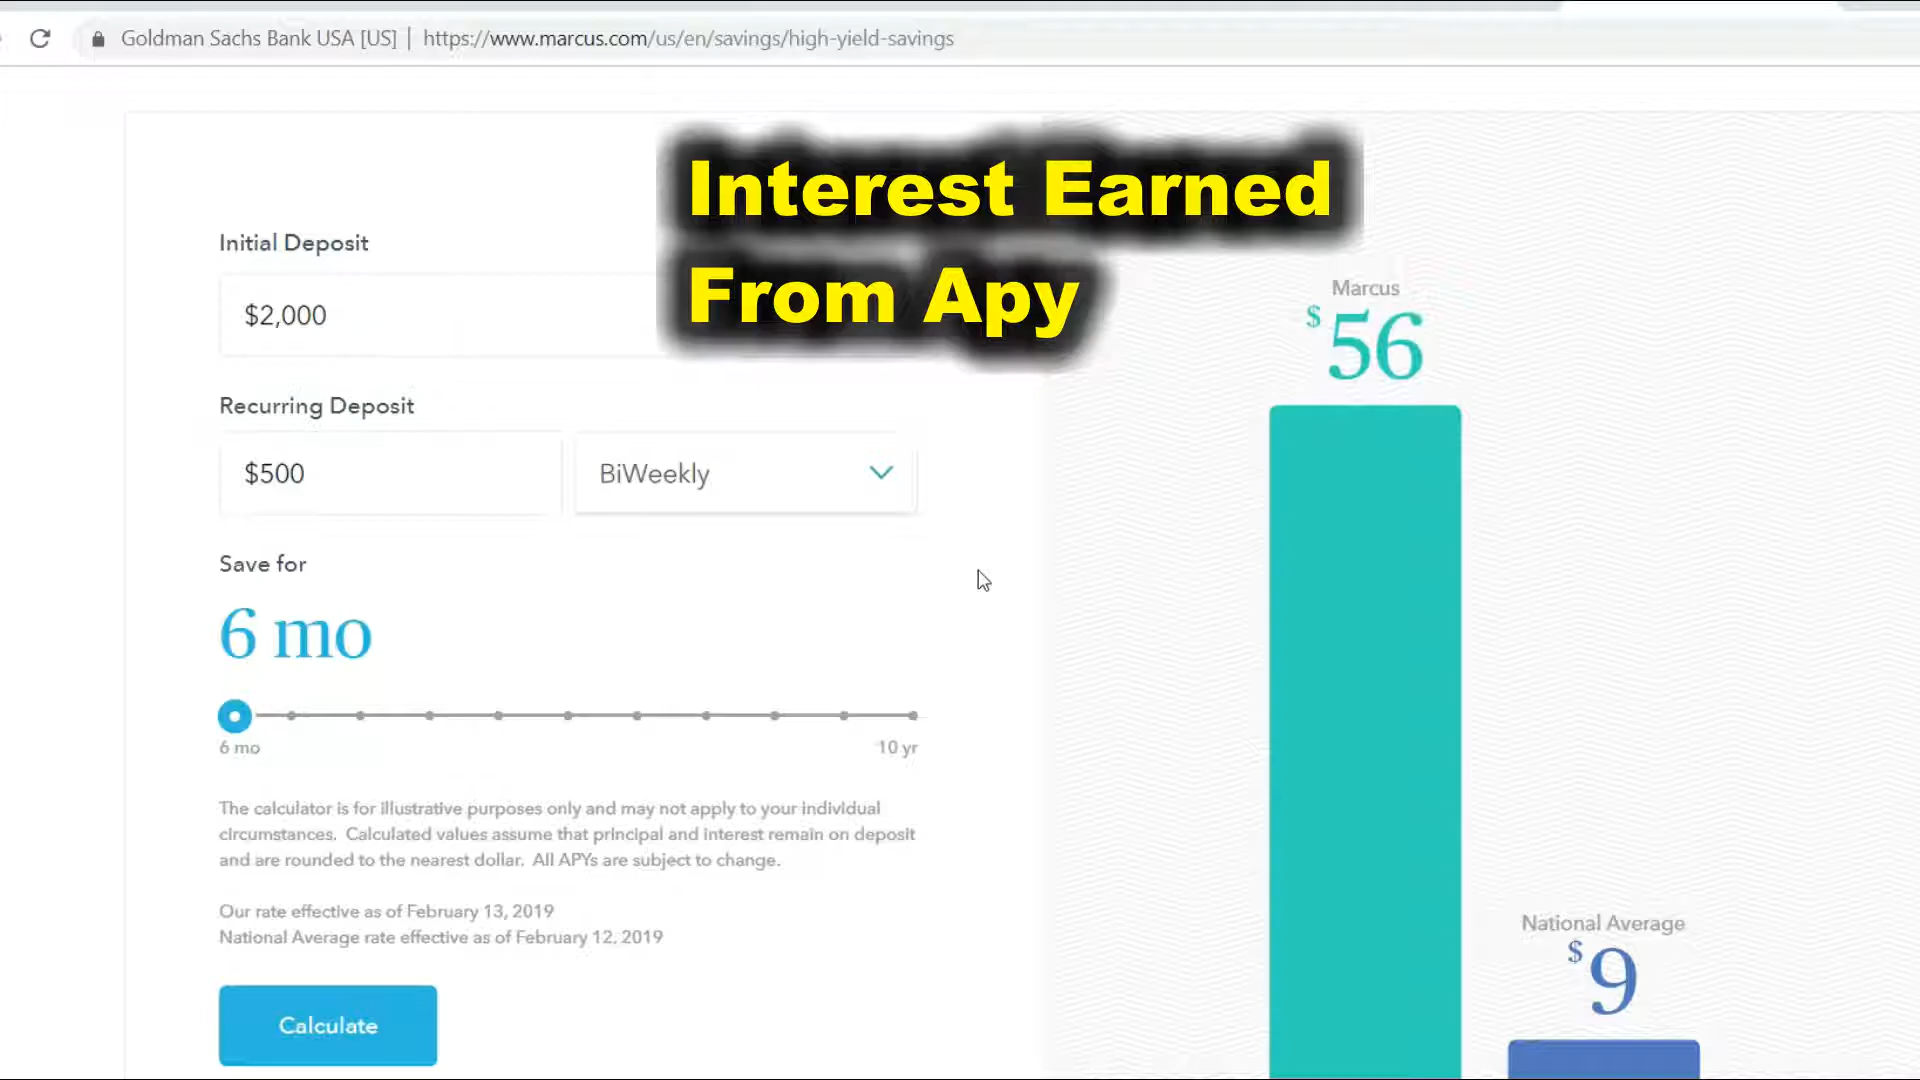 Goldman Sachs Bank USA [US] | https://www.marcus.com/us/en/savings/high-yield-savings
Interest Earned
From Apy
Initial Deposit
$2,000
Recurring Deposit
$500
BiWeekly
Save for
6 mo
6 mo
10 yr
The calculator is for illustrative purposes only and may not apply to your individual
circumstances. Calculated values assume that principal and interest remain on deposit
and are rounded to the nearest dollar. All APYs are subject to change.
Our rate effective as of February 13, 2019
National Average rate effective as of February 12, 2019
Calculate
Marcus
$56
National Average
$9